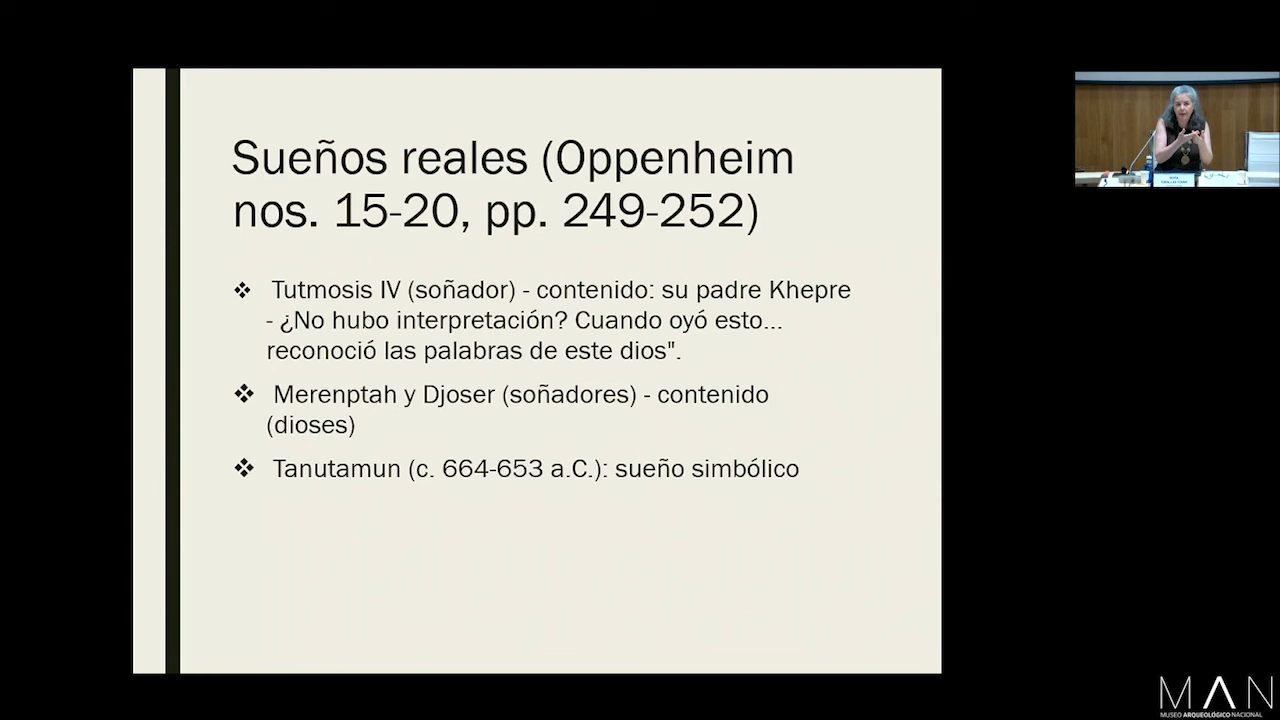 Sueños reales (Oppenheim
nos. 15-20, pp. 249-252)
❖ Tutmosis IV (soñador) - contenido: su padre Khepre
- ¿No hubo interpretación? Cuando oyó esto...
reconoció las palabras de este dios".
❖ Merenptah y Djoser (soñadores) - contenido
(dioses)
❖ Tanutamun (c. 664-653 a.C.): sueño simbólico
MAN
MUSEO ARQUEOLÓGICO NACIONAL